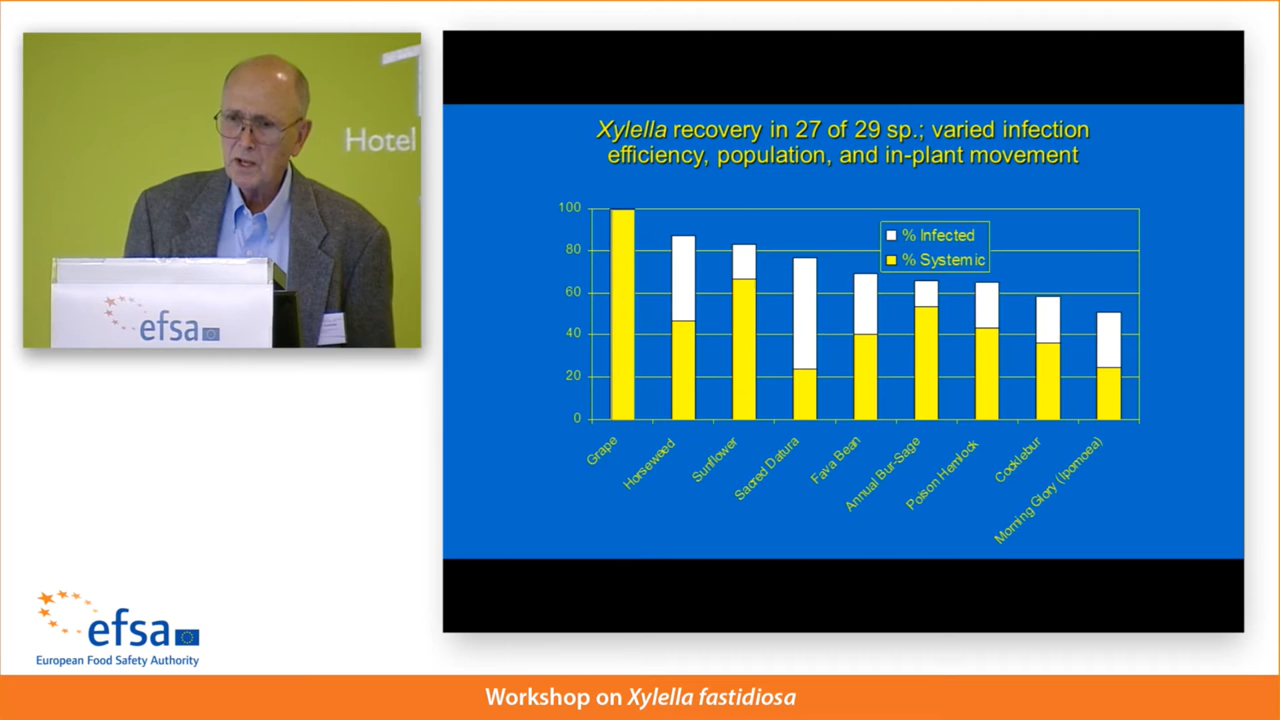 Hotel
efsa
Xylella recovery in 27 of 29 sp.; varied infection
efficiency, population, and in-plant movement
100
80
60
40
20
0
% Infected
% Systemic
Grape
Horseweed
Sunflower
Sacred Datura
Fava Bean
Annual Bur-Sage
Poison Hemlock
Cocklebur
Morning Glory (Ipomoea)
efsa
European Food Safety Authority
Workshop on Xylella fastidiosa